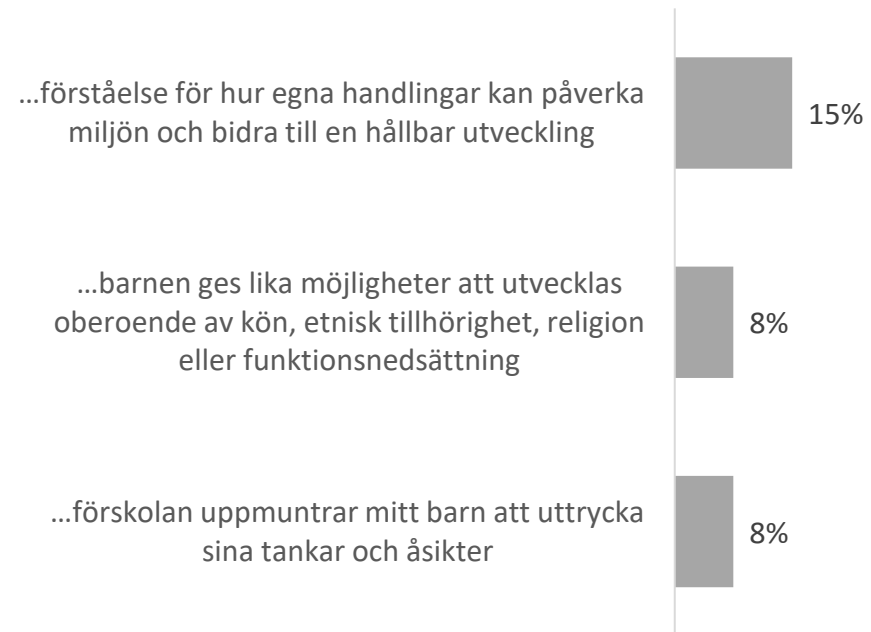 …förståelse för hur egna handlingar kan påverka
miljön och bidra till en hållbar utveckling
15%
…barnen ges lika möjligheter att utvecklas
oberoende av kön, etnisk tillhörighet, religion
eller funktionsnedsättning
8%
…förskolan uppmuntrar mitt barn att uttrycka
sina tankar och åsikter
8%